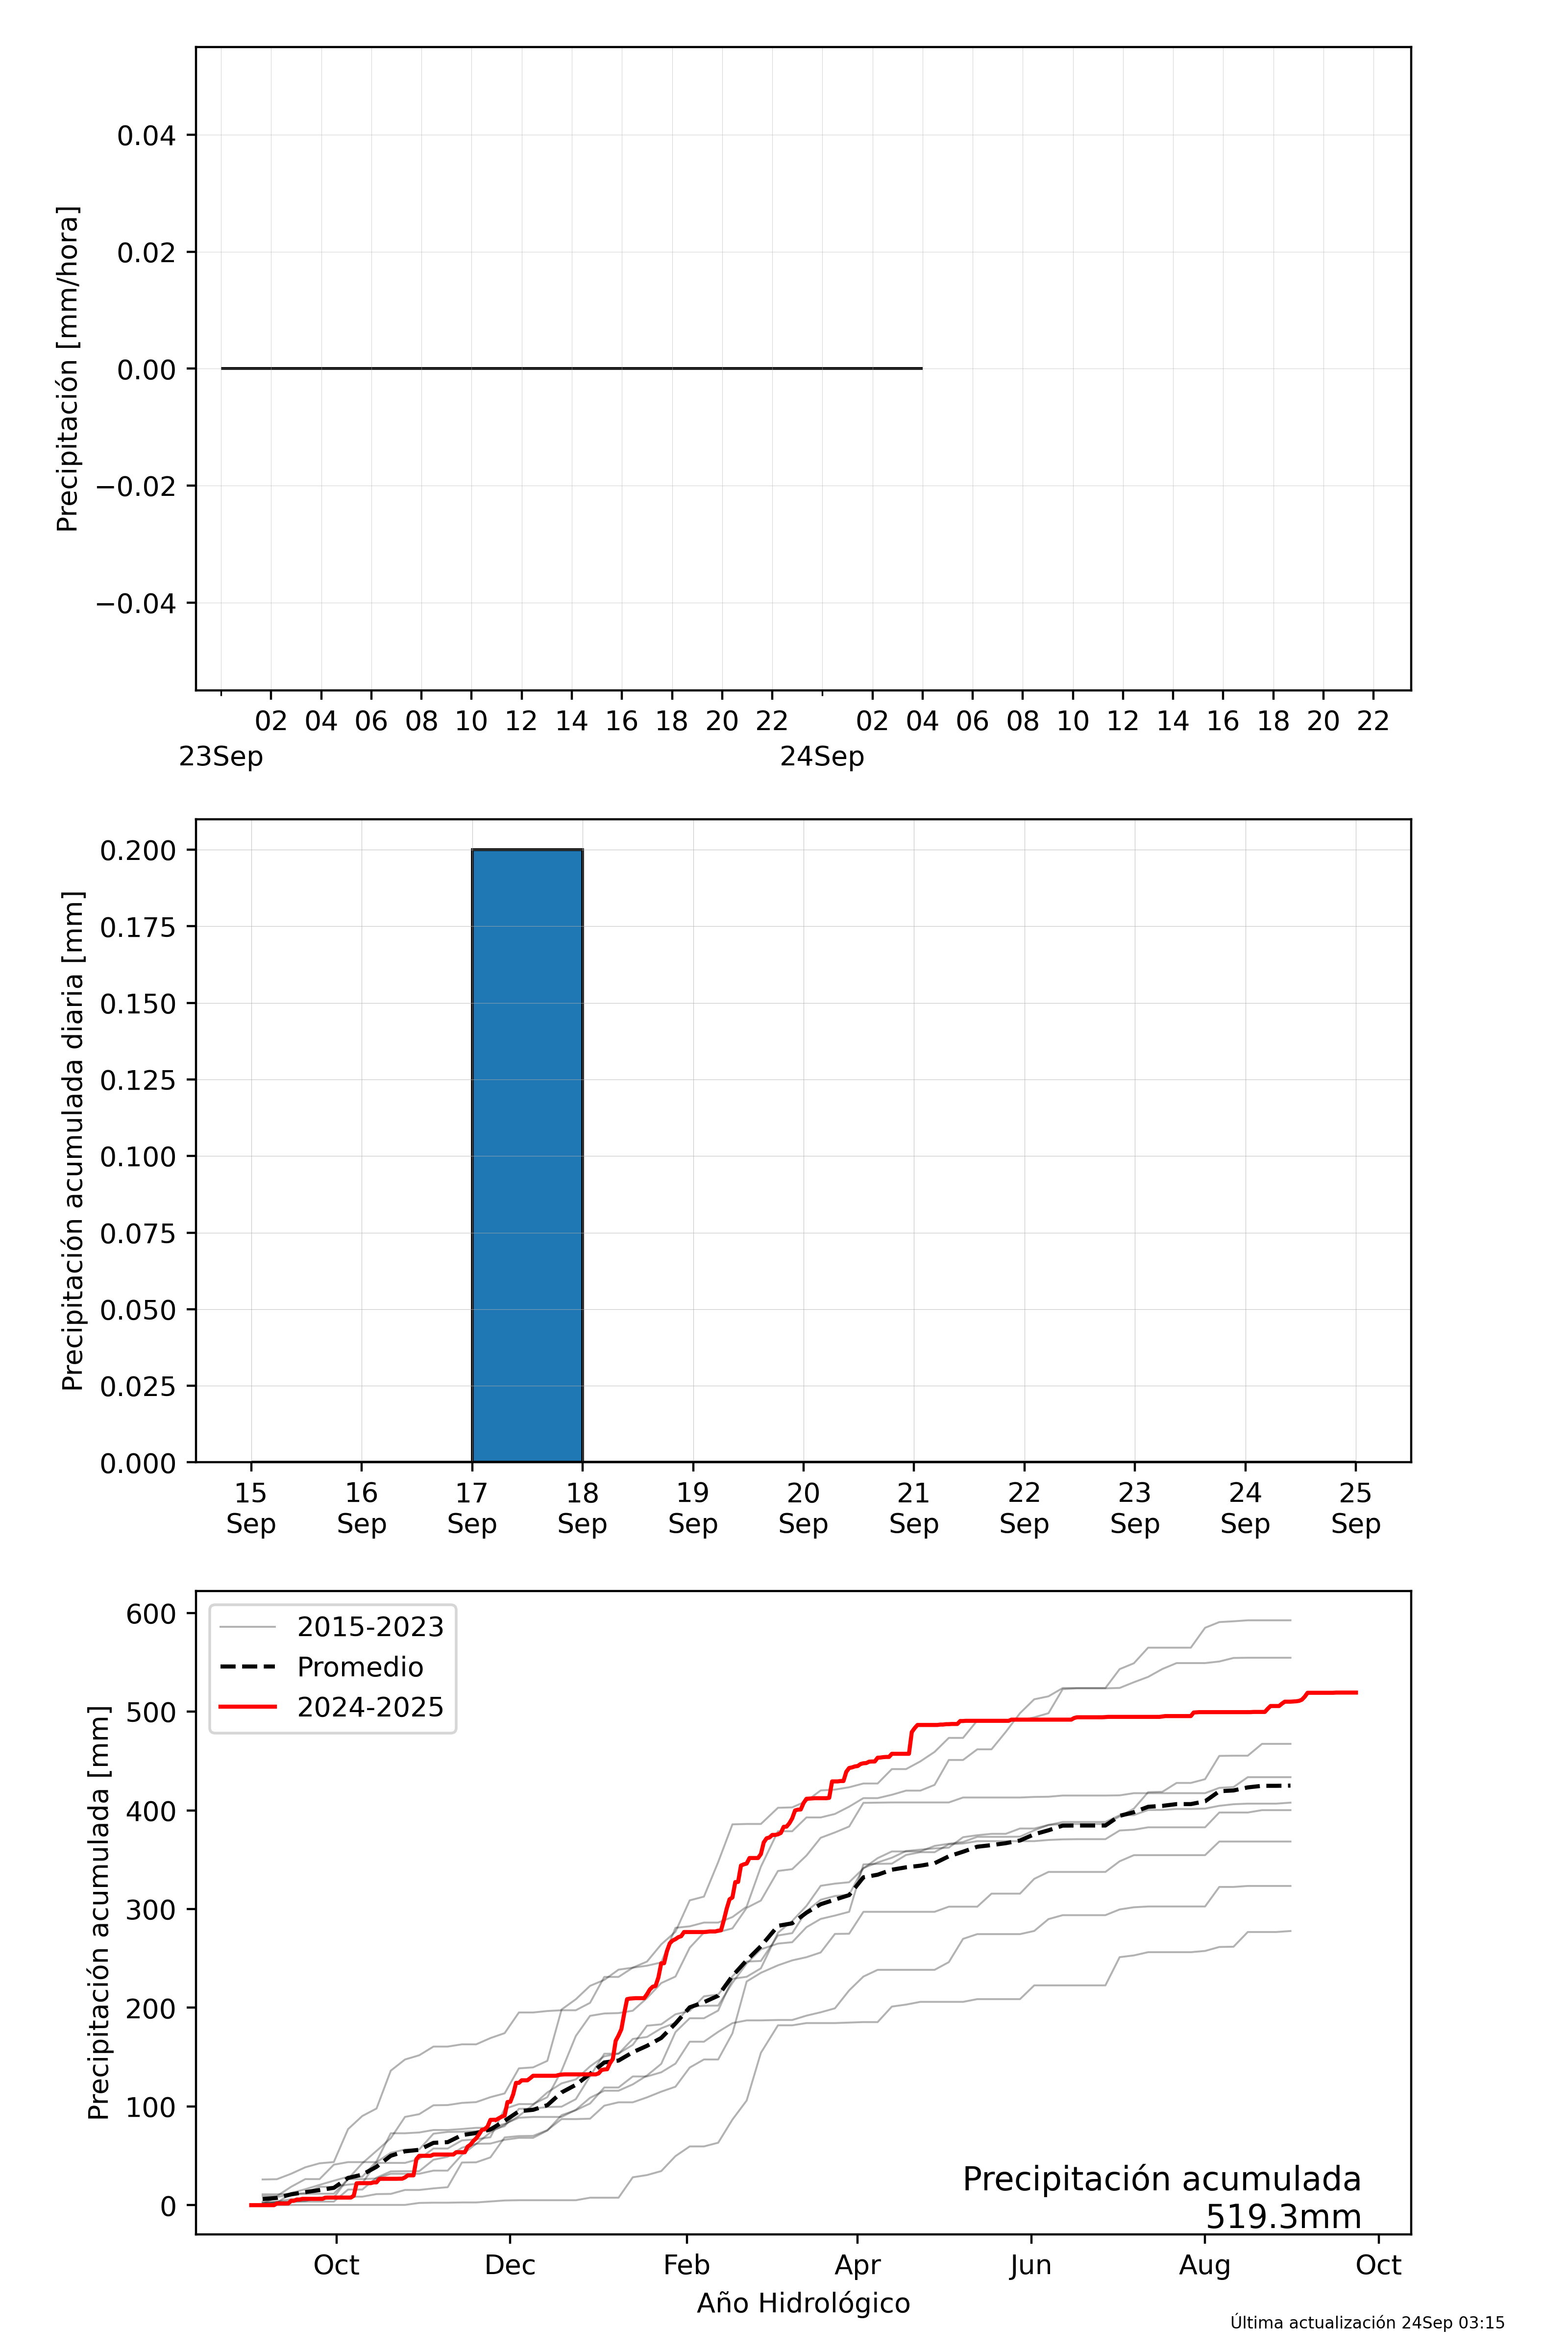 0.04
0.02
0.00
−0.02
−0.04
Precipitación [mm/hora]
02 04 06 08 10 12 14 16 18 20 22 02 04 06 08 10 12 14 16 18 20 22
23Sep 24Sep
0.200
0.175
0.150
0.125
0.100
0.075
0.050
0.025
0.000
Precipitación acumulada diaria [mm]
15 16 17 18 19 20 21 22 23 24 25
Sep Sep Sep Sep Sep Sep Sep Sep Sep Sep Sep
600
500
400
300
200
100
0
Precipitación acumulada [mm]
2015-2023
Promedio
2024-2025
Precipitación acumulada
519.3mm
Oct Dec Feb Apr Jun Aug Oct
Año Hidrológico
Última actualización 24Sep 03:15